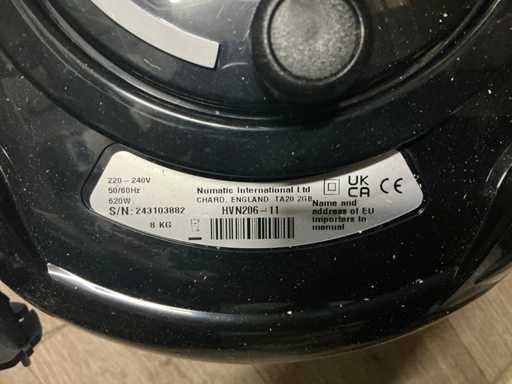 220-240V
50/60Hz
620W
S/N: 243103882
8 KG
Numatic International Ltd
CHARD, ENGLAND TA20 2GB
HVN206-11
UK
CA
CE
Name and
address of EU
importers in
manual